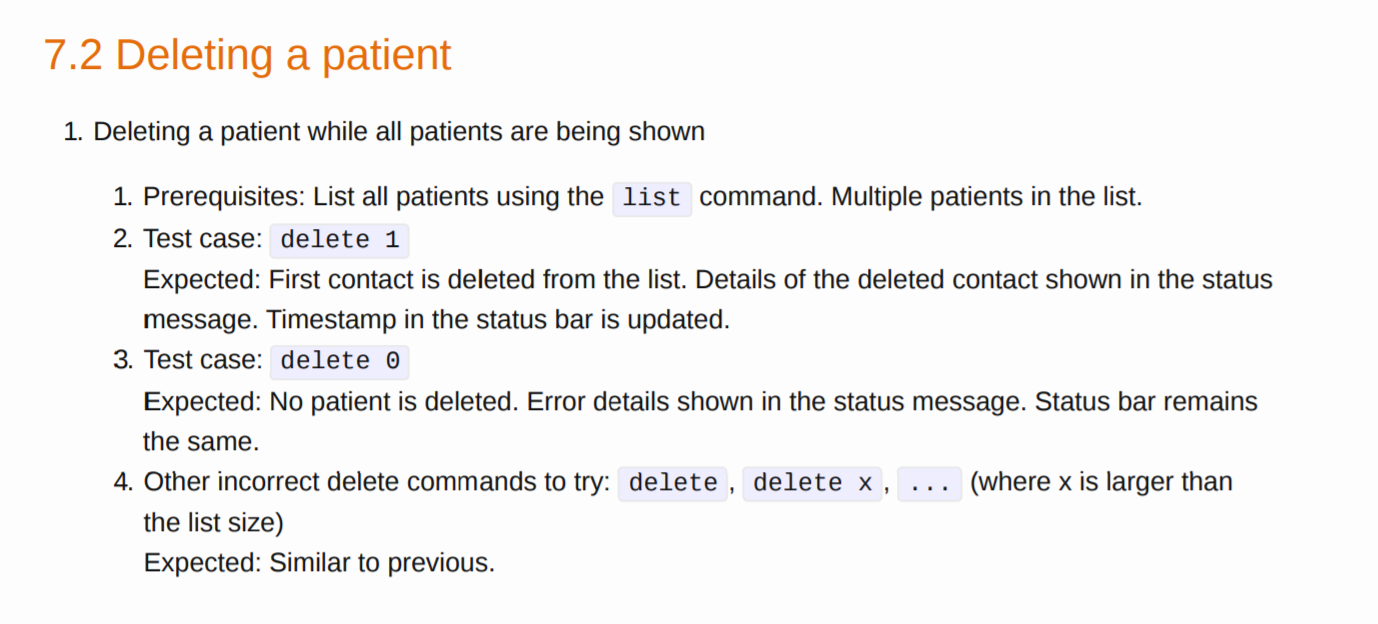 7.2 Deleting a patient
1. Deleting a patient while all patients are being shown
1. Prerequisites: List all patients using the list command. Multiple patients in the list.
2. Test case: delete 1
Expected: First contact is deleted from the list. Details of the deleted contact shown in the status
message. Timestamp in the status bar is updated.
3. Test case: delete 0
Expected: No patient is deleted. Error details shown in the status message. Status bar remains
the same.
4. Other incorrect delete commands to try: delete, delete x, ... (where x is larger than
the list size)
Expected: Similar to previous.